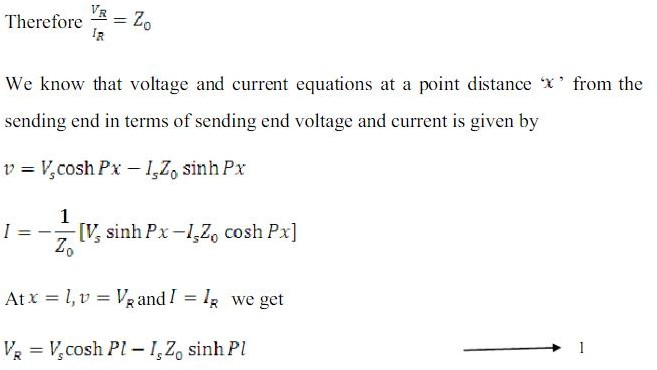 Therefore V_R/I_R = Z_0
We know that voltage and current equations at a point distance ‘x’ from the
sending end in terms of sending end voltage and current is given by
v = V_s cosh Px − I_s Z_0 sinh Px
I = −1/Z_0 [V_s sinh Px − I_s Z_0 cosh Px]
At x = l, v = V_R and I = I_R we get
V_R = V_s cosh Pl − I_s Z_0 sinh Pl ⟶ 1